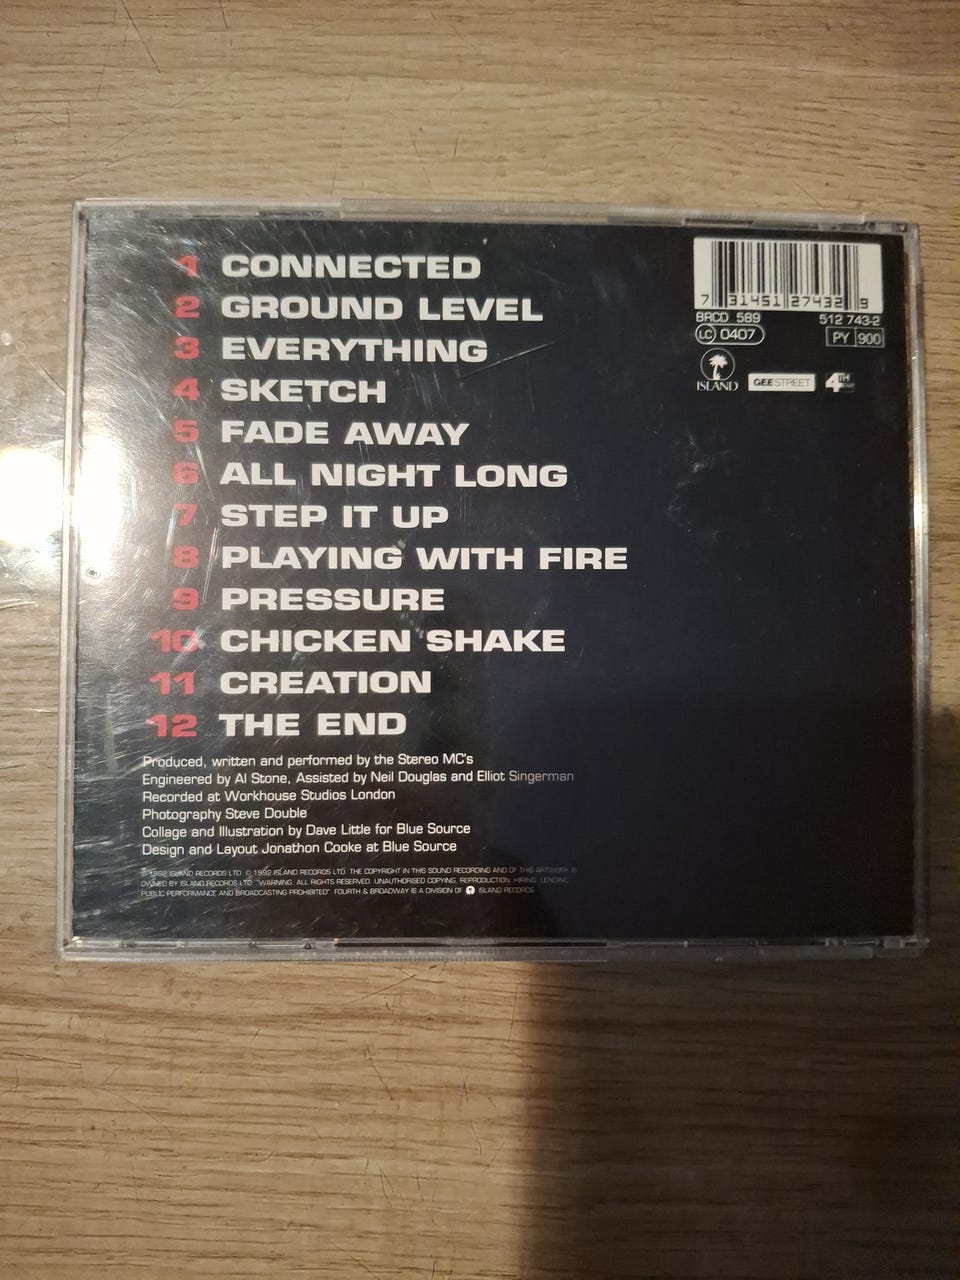 1 CONNECTED
2 GROUND LEVEL
3 EVERYTHING
4 SKETCH
5 FADE AWAY
6 ALL NIGHT LONG
7 STEP IT UP
8 PLAYING WITH FIRE
9 PRESSURE
10 CHICKEN SHAKE
11 CREATION
12 THE END
7 31451 27432 9
BRCD 589 512 743-2
LC 0407 PY 900
ISLAND GEE STREET 4TH
Produced, written and performed by the Stereo MC's
Engineered by Al Stone, Assisted by Neil Douglas and Elliot Singerman
Recorded at Workhouse Studios London
Photography Steve Double
Collage and Illustration by Dave Little for Blue Source
Design and Layout Jonathon Cooke at Blue Source
℗ 1992 ISLAND RECORDS LTD. © 1992 ISLAND RECORDS LTD. THE COPYRIGHT IN THIS SOUND RECORDING AND OF THIS ARTWORK IS
OWNED BY ISLAND RECORDS LTD. "WARNING. ALL RIGHTS RESERVED. UNAUTHORISED COPYING, REPRODUCTION, HIRING, LENDING,
PUBLIC PERFORMANCE AND BROADCASTING PROHIBITED" FOURTH & BROADWAY IS A DIVISION OF ISLAND RECORDS